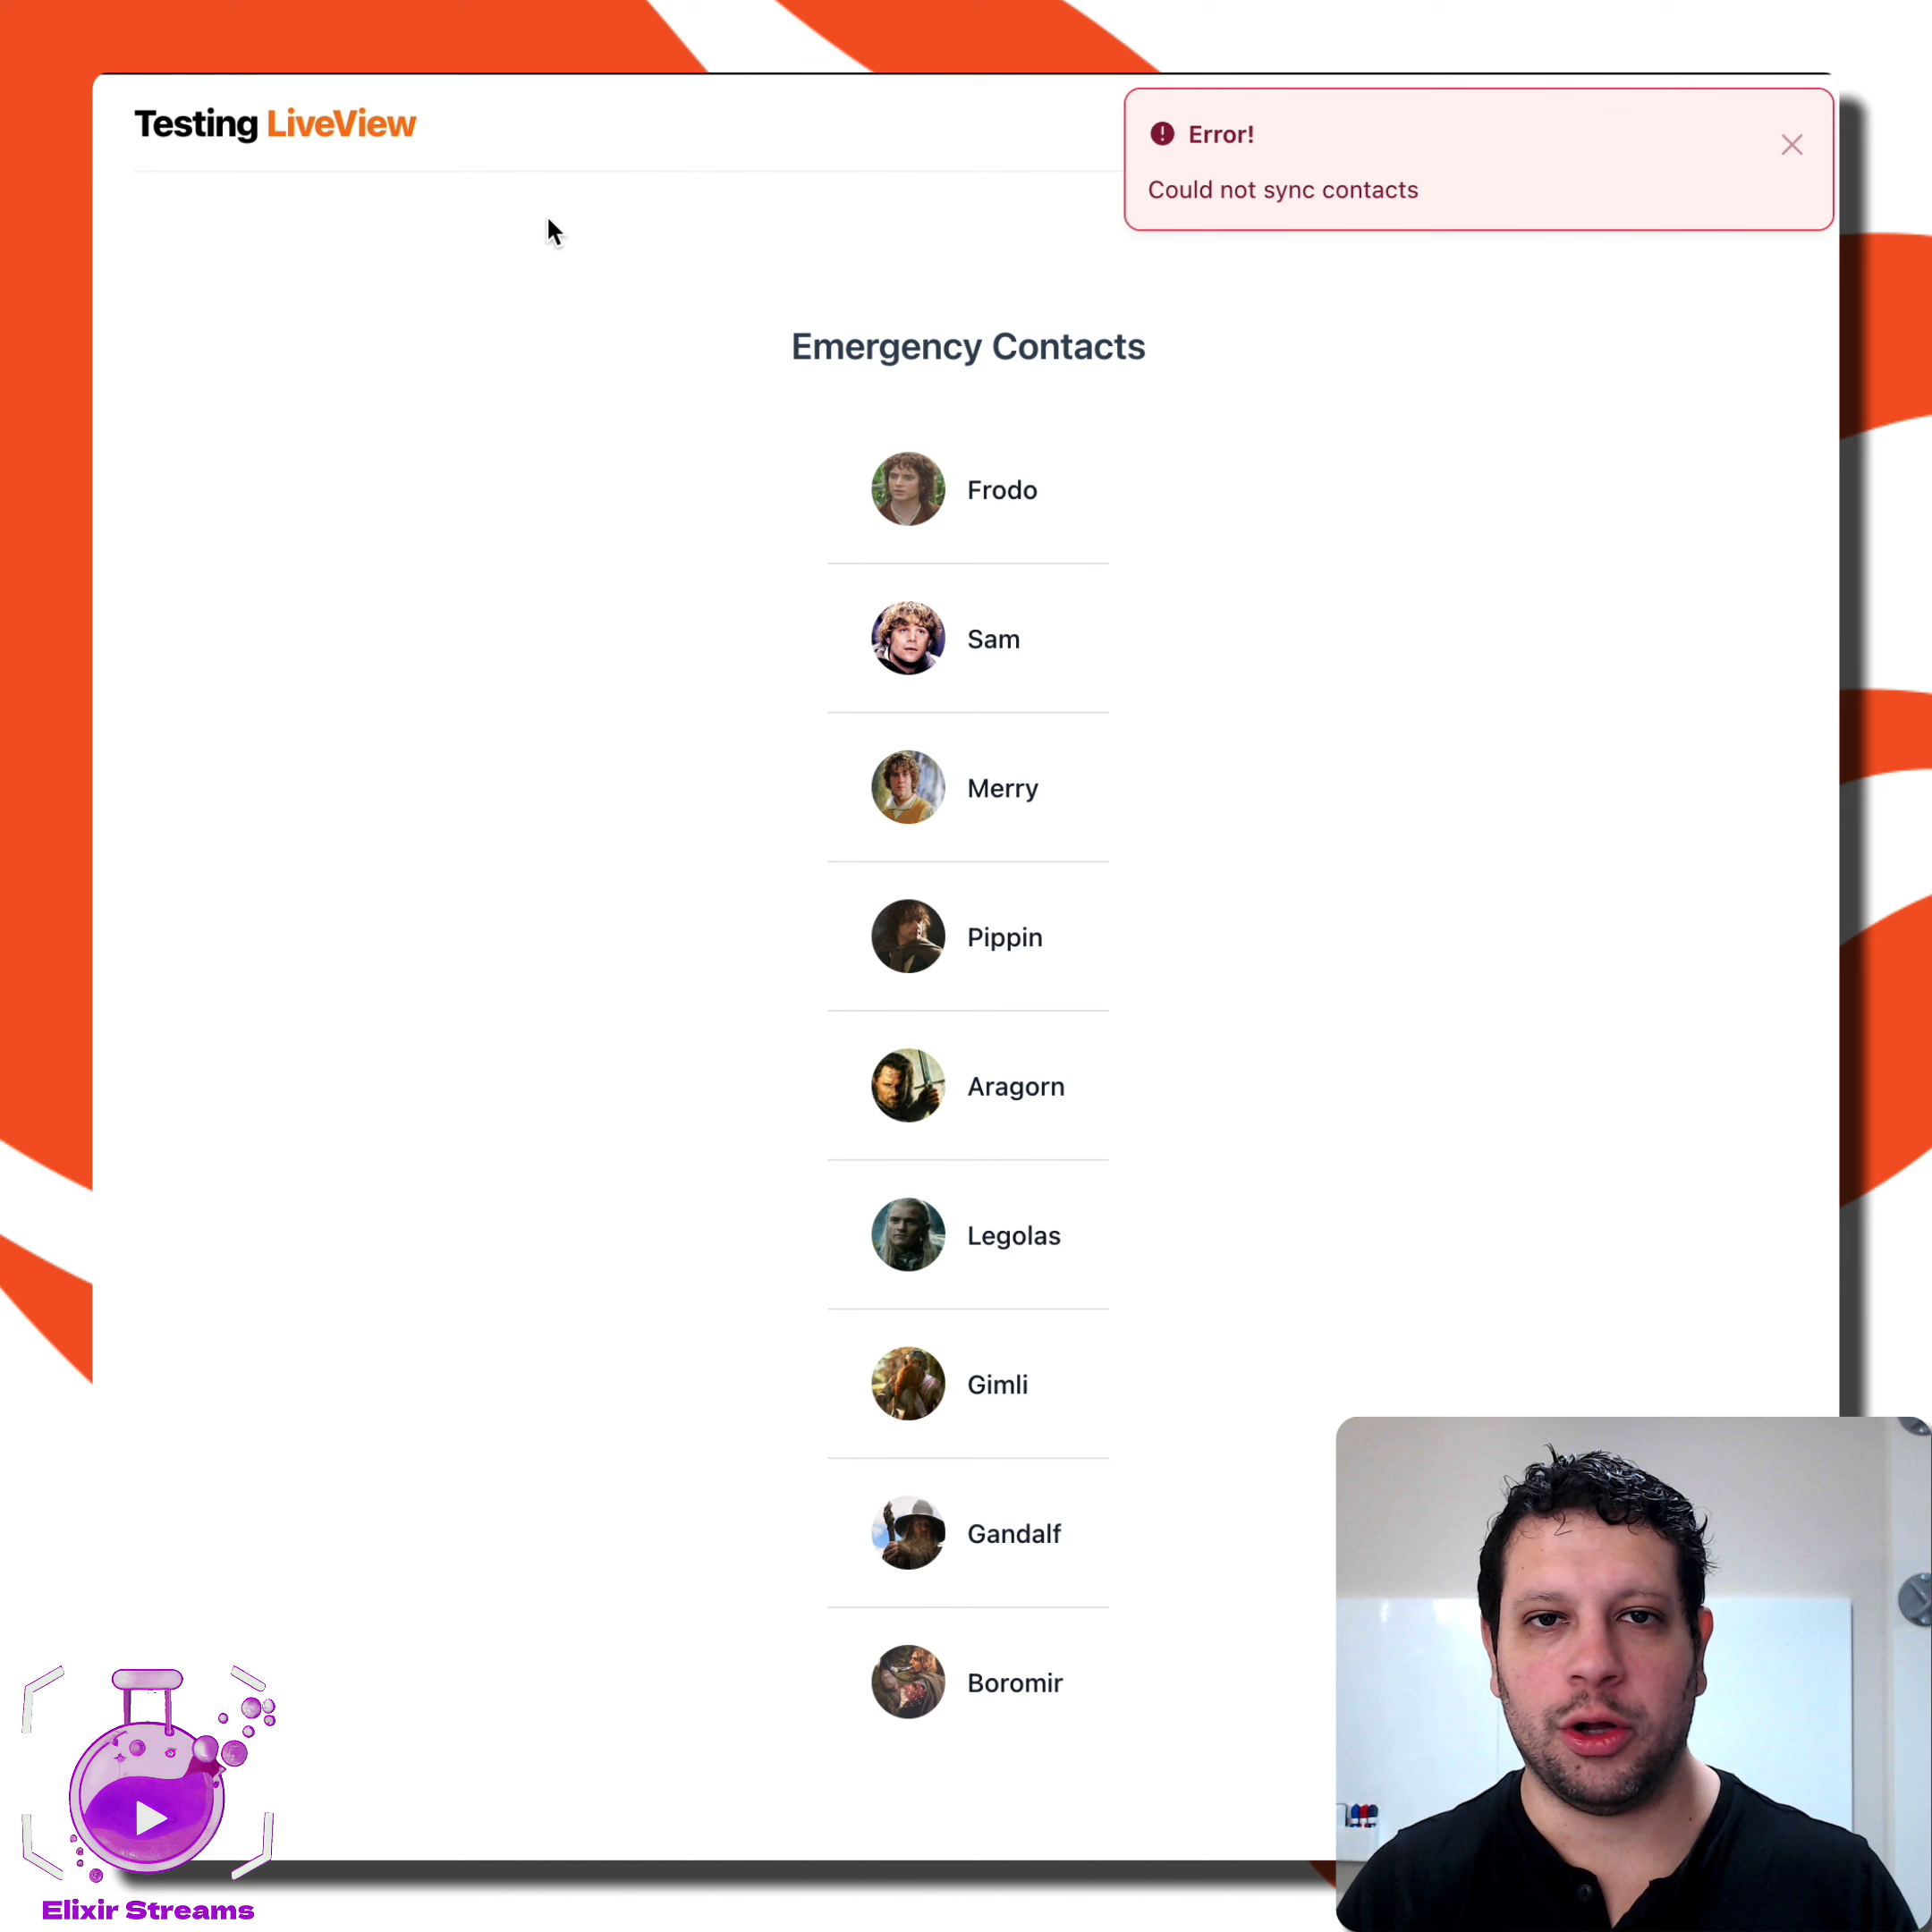 Testing LiveView
Error!
Could not sync contacts
Emergency Contacts
Frodo
Sam
Merry
Pippin
Aragorn
Legolas
Gimli
Gandalf
Boromir
Elixir Streams